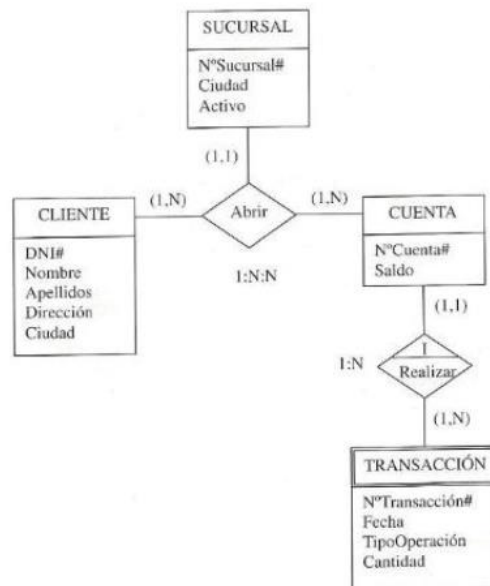 SUCURSAL
NºSucursal#
Ciudad
Activo
(1,1)
(1,N)
(1,N)
CLIENTE
Abrir
CUENTA
DNI#
Nombre
Apellidos
Dirección
Ciudad
NºCuenta#
Saldo
1:N:N
(1,1)
I
1:N
Realizar
(1,N)
TRANSACCIÓN
NºTransacción#
Fecha
TipoOperación
Cantidad